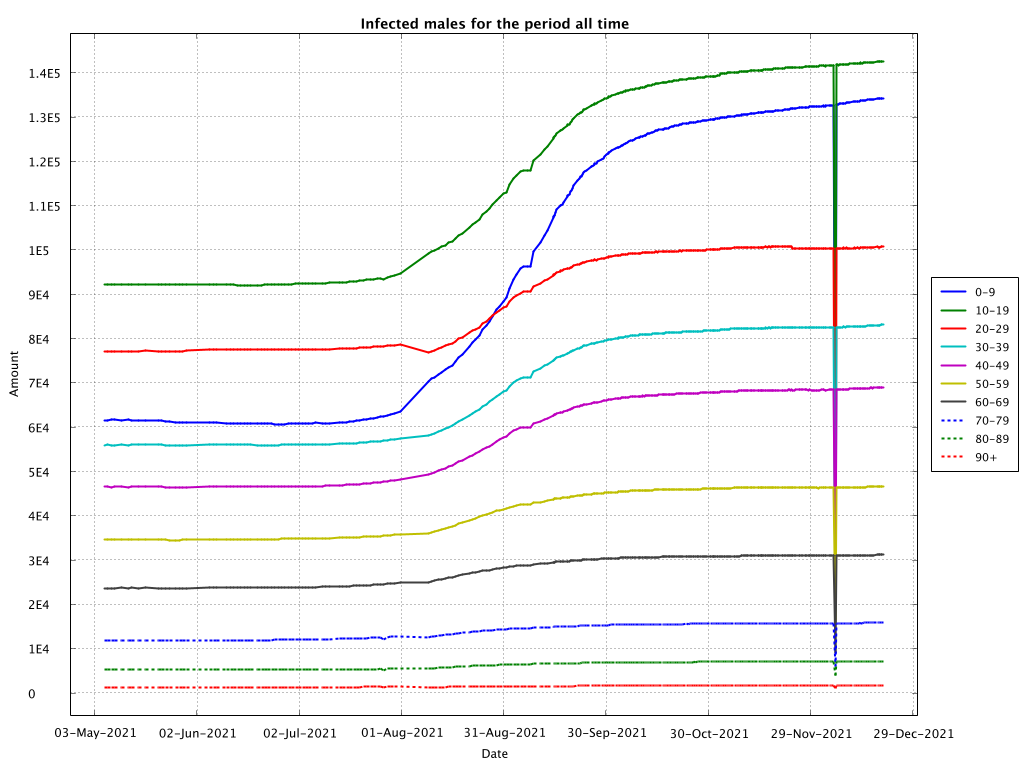 Infected males for the period all time
1.4E5
1.3E5
1.2E5
1.1E5
1E5
9E4
8E4
7E4
6E4
5E4
4E4
3E4
2E4
1E4
0
Amount
03-May-2021 02-Jun-2021 02-Jul-2021 01-Aug-2021 31-Aug-2021 30-Sep-2021 30-Oct-2021 29-Nov-2021 29-Dec-2021
Date
0-9
10-19
20-29
30-39
40-49
50-59
60-69
70-79
80-89
90+